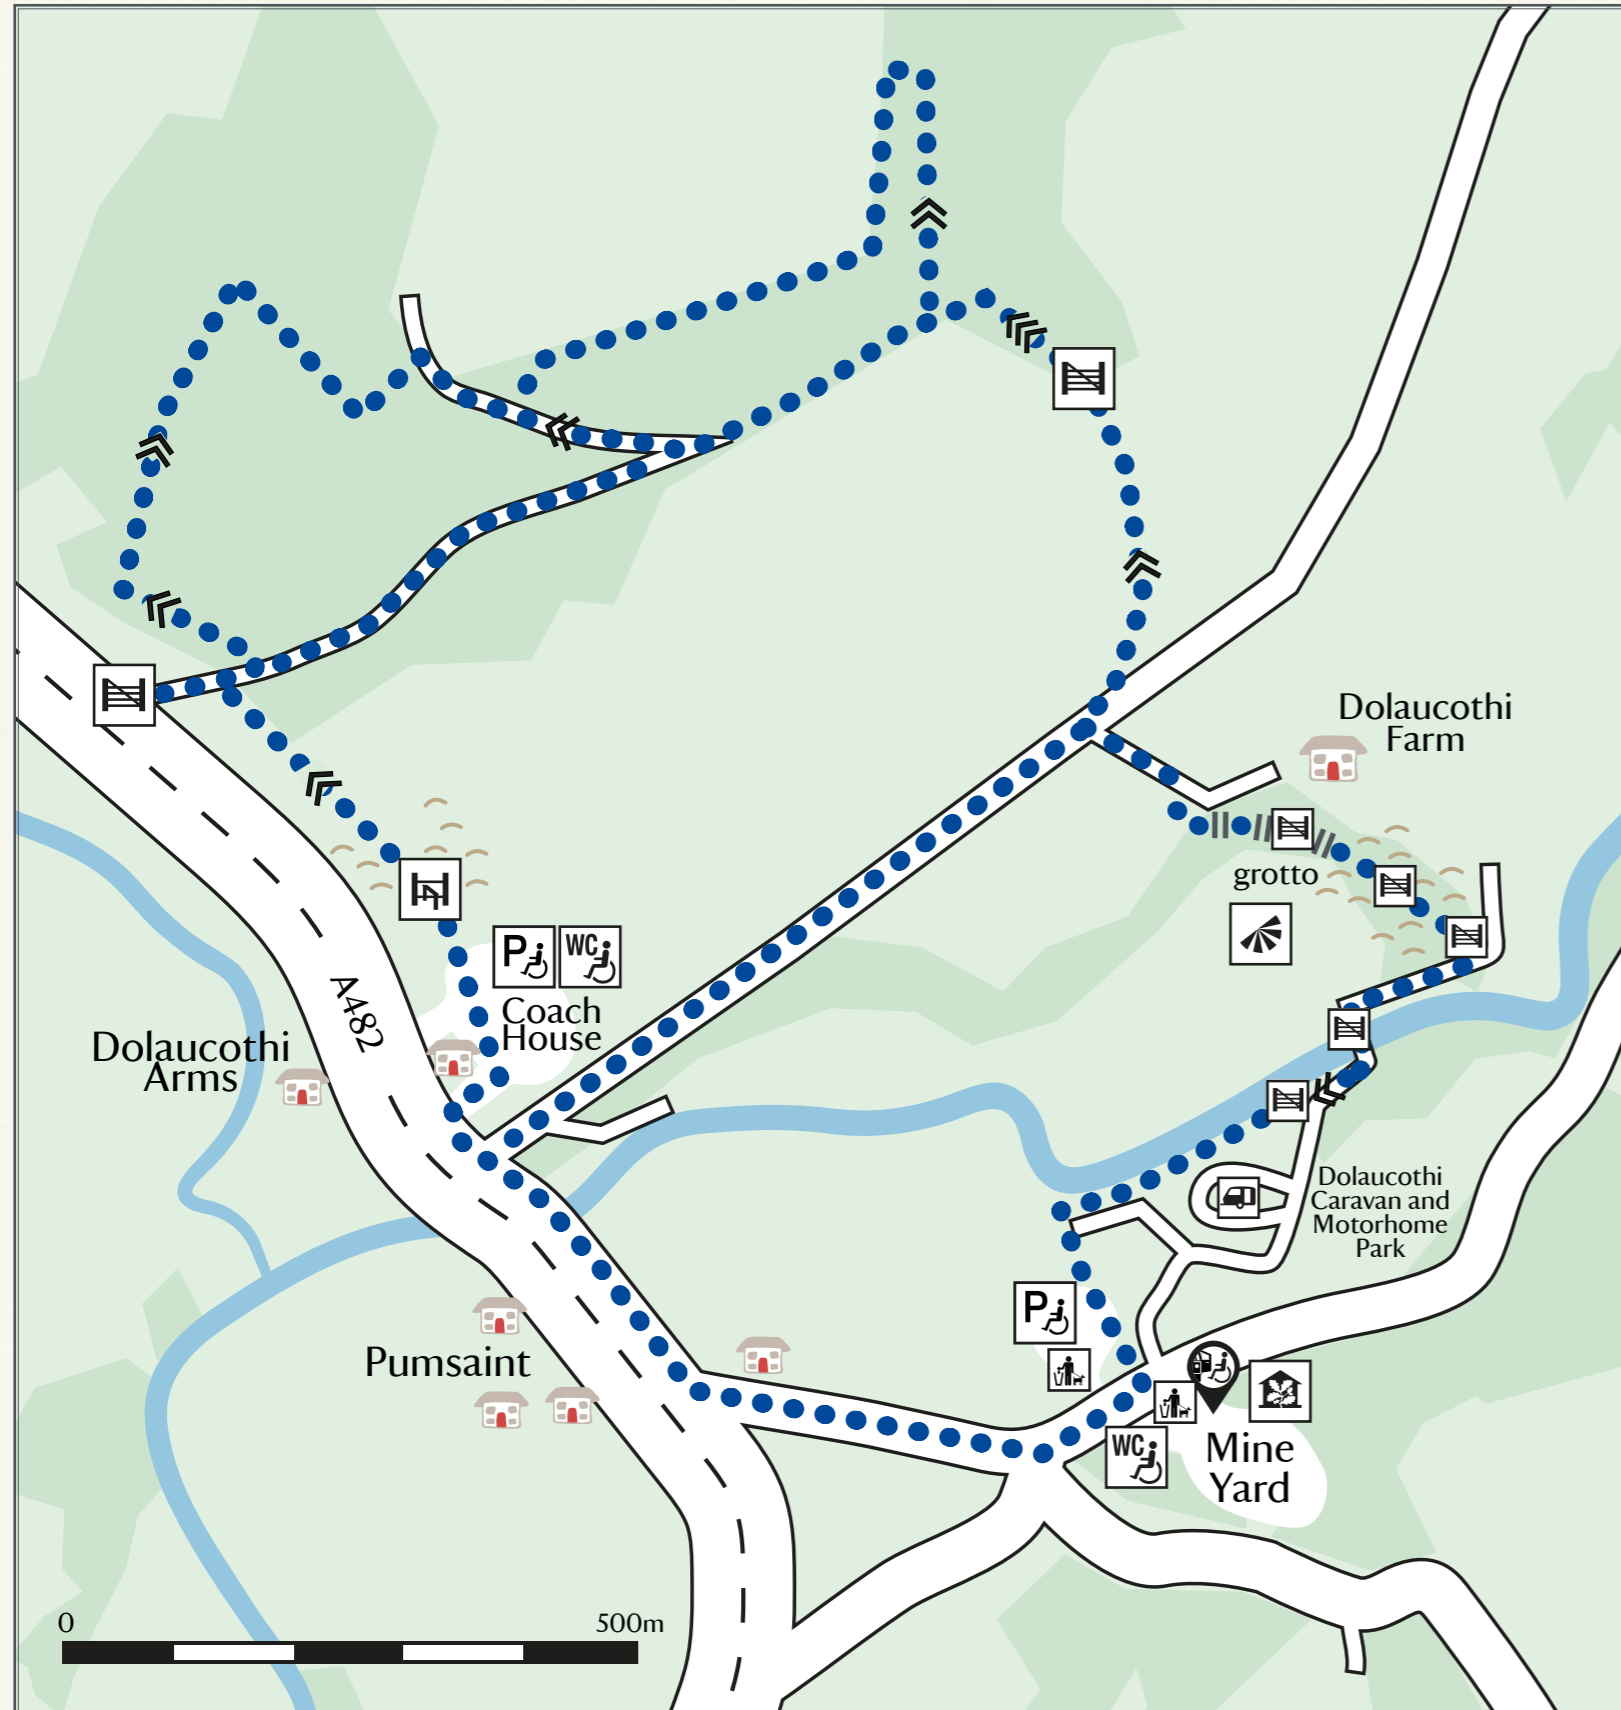 Dolaucothi
Farm
grotto
P
WC
Coach
House
A482
Dolaucothi
Arms
Dolaucothi
Caravan and
Motorhome
Park
P
Pumsaint
WC
Mine
Yard
0
500m